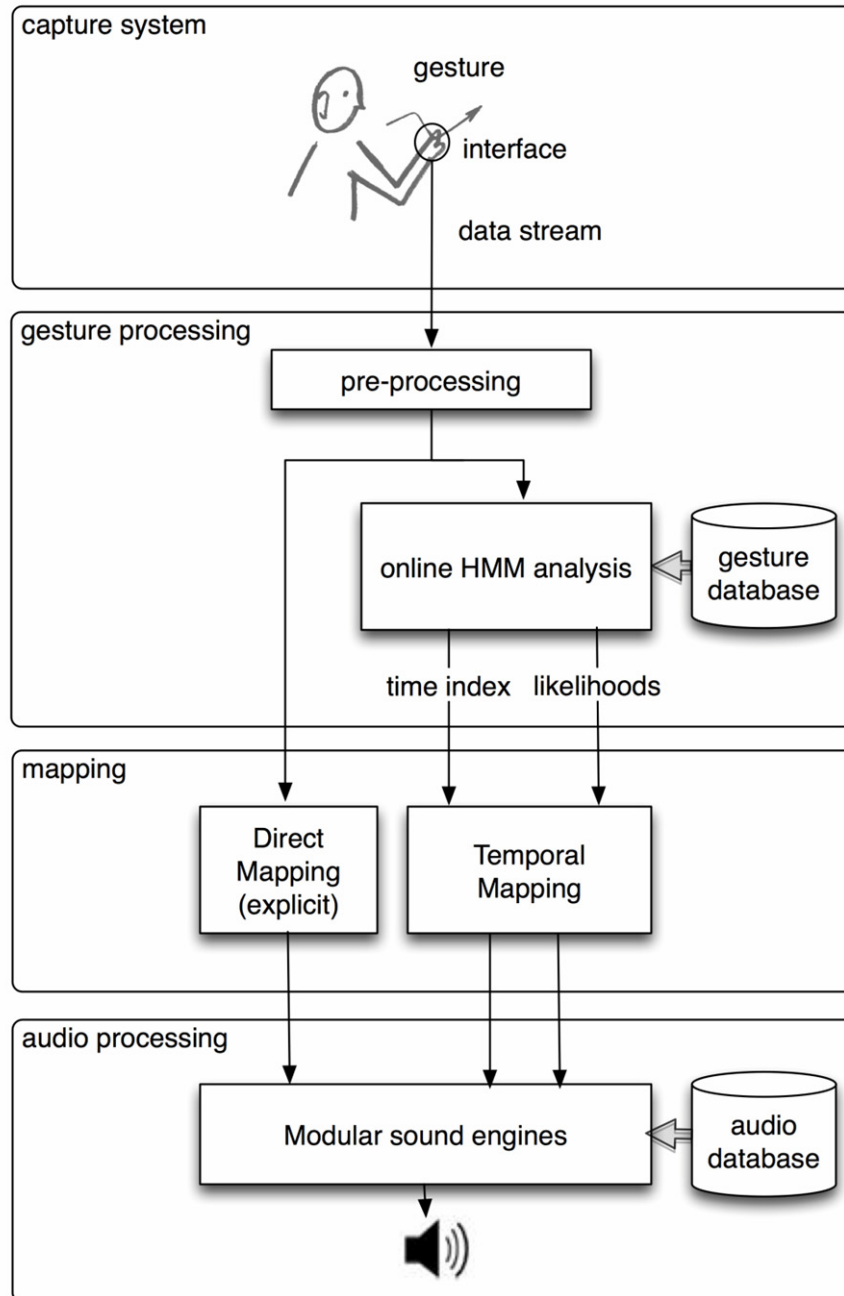 capture system
gesture
interface
data stream
gesture processing
pre-processing
online HMM analysis
gesture
database
time index
likelihoods
mapping
Direct
Mapping
(explicit)
Temporal
Mapping
audio processing
Modular sound engines
audio
database